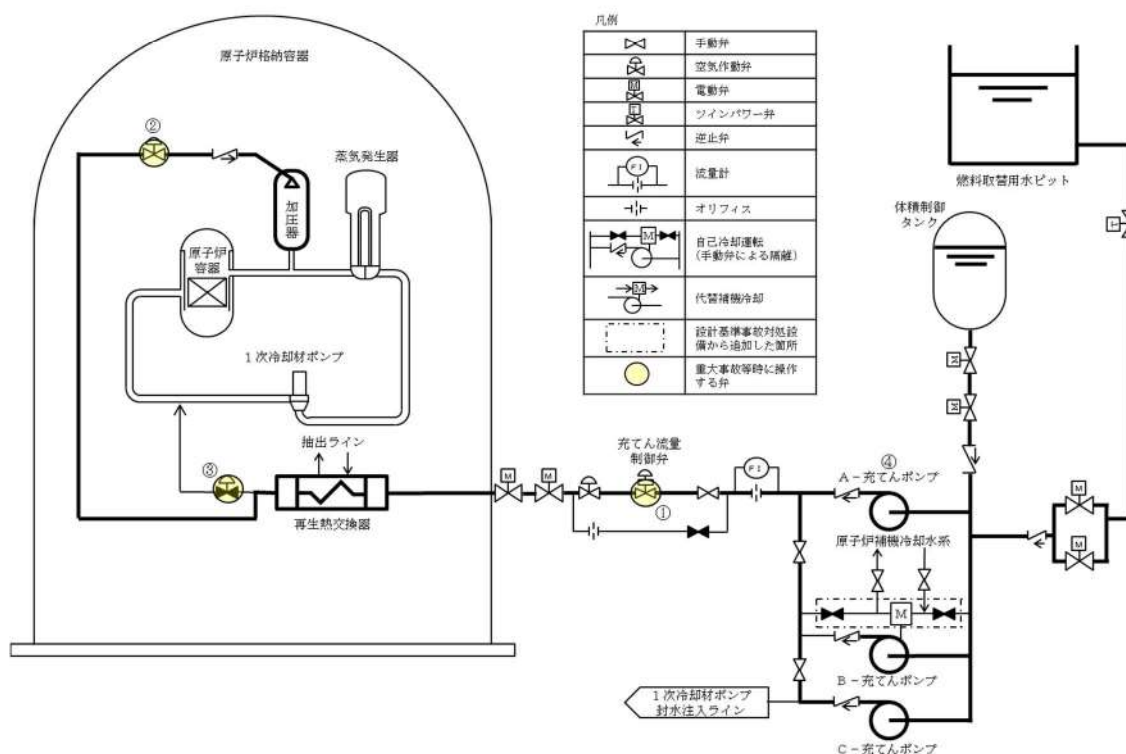 原子炉格納容器
②
蒸気発生器
加圧器
原子炉
容器
1次冷却材ポンプ
抽出ライン
③
再生熱交換器
凡例
手動弁
空気作動弁
M
電動弁
ツインパワー弁
逆止弁
FI
流量計
オリフィス
M
自己冷却運転
(手動弁による隔離)
M
代替補機冷却
設計基準事故対処設
備から追加した箇所
重大事故等時に操作
する弁
燃料取替用水ピット
体積制御
タンク
M
M
充てん流量
制御弁
FI
M
M
①
④
A-充てんポンプ
M
M
原子炉補機冷却水系
M
B-充てんポンプ
1次冷却材ポンプ
封水注入ライン
C-充てんポンプ